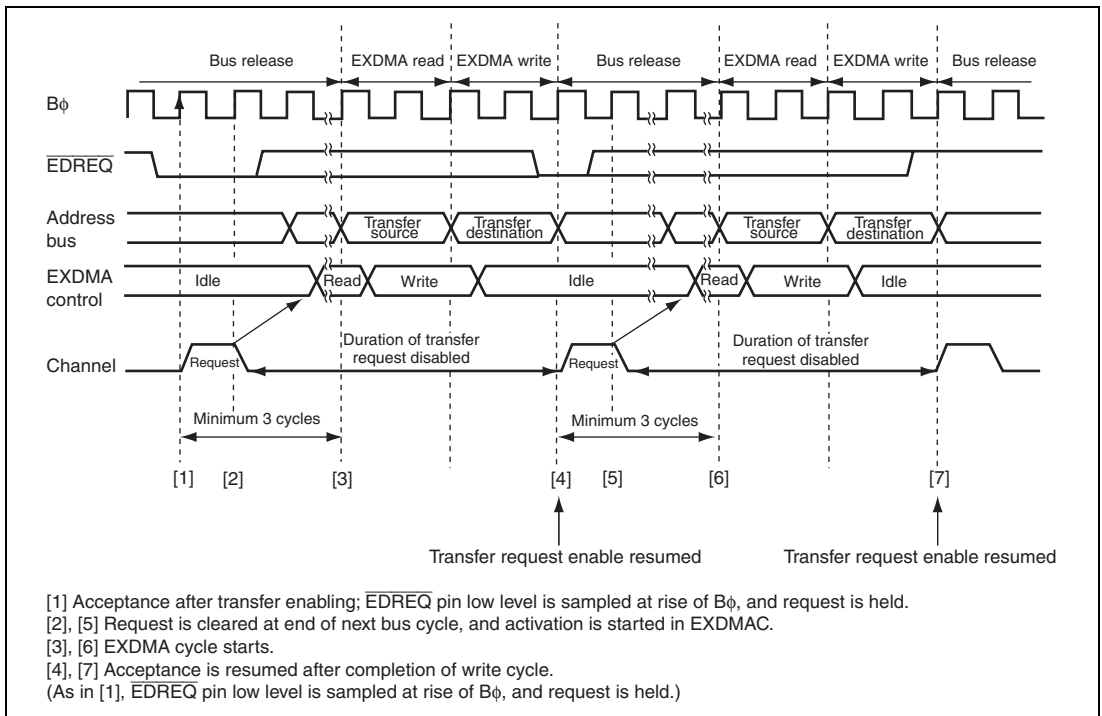 Bus release EXDMA read EXDMA write Bus release EXDMA read EXDMA write Bus release
Bϕ
EDREQ
Address
bus
Transfer
source
Transfer
destination
Transfer
source
Transfer
destination
EXDMA
control
Idle Read Write Idle Read Write Idle
Channel
Request
Duration of transfer
request disabled
Request
Duration of transfer
request disabled
Minimum 3 cycles Minimum 3 cycles
[1] [2] [3] [4] [5] [6] [7]
Transfer request enable resumed Transfer request enable resumed
[1] Acceptance after transfer enabling; EDREQ pin low level is sampled at rise of Bϕ, and request is held.
[2], [5] Request is cleared at end of next bus cycle, and activation is started in EXDMAC.
[3], [6] EXDMA cycle starts.
[4], [7] Acceptance is resumed after completion of write cycle.
(As in [1], EDREQ pin low level is sampled at rise of Bϕ, and request is held.)